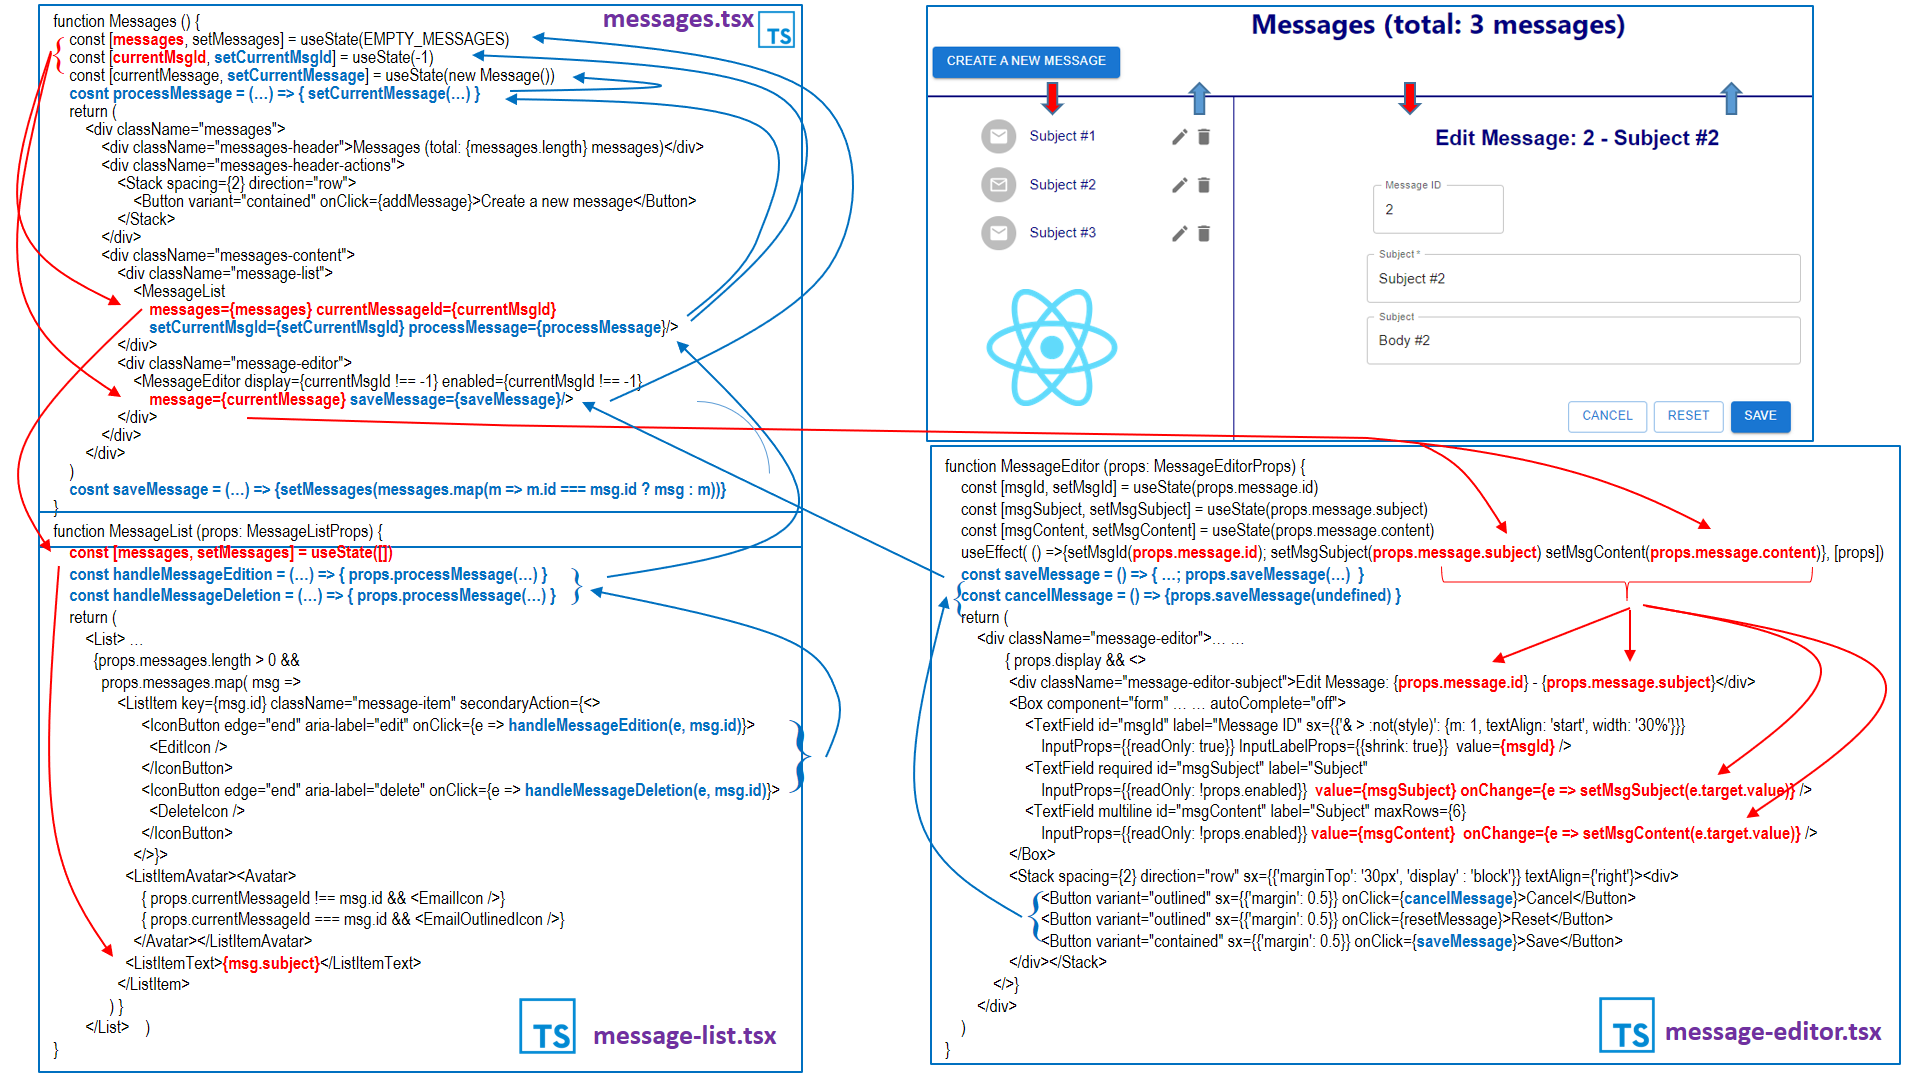 messages.tsx
TS
function Messages () {
const [messages, setMessages] = useState(EMPTY_MESSAGES)
const [currentMsgId, setCurrentMsgId] = useState(-1)
const [currentMessage, setCurrentMessage] = useState(new Message())
cosnt processMessage = (…) => { setCurrentMessage(…) }
return (
<div className="messages">
<div className="messages-header">Messages (total: {messages.length} messages)</div>
<div className="messages-header-actions">
<Stack spacing={2} direction="row">
<Button variant="contained" onClick={addMessage}>Create a new message</Button>
</Stack>
</div>
<div className="messages-content">
<div className="message-list">
<MessageList
messages={messages} currentMessageId={currentMsgId}
setCurrentMsgId={setCurrentMsgId} processMessage={processMessage}/>
</div>
<div className="message-editor">
<MessageEditor display={currentMsgId !== -1} enabled={currentMsgId !== -1}
message={currentMessage} saveMessage={saveMessage}/>
</div>
</div>
</div>
)
cosnt saveMessage = (…) => {setMessages(messages.map(m => m.id === msg.id ? msg : m))}
}
function MessageList (props: MessageListProps) {
const [messages, setMessages] = useState([])
const handleMessageEdition = (…) => { props.processMessage(…) }
const handleMessageDeletion = (…) => { props.processMessage(…) }
return (
<List> …
{props.messages.length > 0 &&
props.messages.map( msg =>
<ListItem key={msg.id} className="message-item" secondaryAction={<>
<IconButton edge="end" aria-label="edit" onClick={e => handleMessageEdition(e, msg.id)}>
<EditIcon />
</IconButton>
<IconButton edge="end" aria-label="delete" onClick={e => handleMessageDeletion(e, msg.id)}>
<DeleteIcon />
</IconButton>
</>}>
<ListItemAvatar><Avatar>
{ props.currentMessageId !== msg.id && <EmailIcon />}
{ props.currentMessageId === msg.id && <EmailOutlinedIcon />}
</Avatar></ListItemAvatar>
<ListItemText>{msg.subject}</ListItemText>
</ListItem>
) }
</List> )
}
TS
message-list.tsx
Messages (total: 3 messages)
CREATE A NEW MESSAGE
Subject #1
Subject #2
Subject #3
Edit Message: 2 - Subject #2
Message ID
2
Subject *
Subject #2
Subject
Body #2
CANCEL RESET SAVE
function MessageEditor (props: MessageEditorProps) {
const [msgId, setMsgId] = useState(props.message.id)
const [msgSubject, setMsgSubject] = useState(props.message.subject)
const [msgContent, setMsgContent] = useState(props.message.content)
useEffect( () =>{setMsgId(props.message.id); setMsgSubject(props.message.subject) setMsgContent(props.message.content)}, [props])
const saveMessage = () => { …; props.saveMessage(…) }
const cancelMessage = () => {props.saveMessage(undefined) }
return (
<div className="message-editor">… …
{ props.display && <>
<div className="message-editor-subject">Edit Message: {props.message.id} - {props.message.subject}</div>
<Box component="form" … … autoComplete="off">
<TextField id="msgId" label="Message ID" sx={{'& > :not(style)': {m: 1, textAlign: 'start', width: '30%'}}}
InputProps={{readOnly: true}} InputLabelProps={{shrink: true}} value={msgId} />
<TextField required id="msgSubject" label="Subject"
InputProps={{readOnly: !props.enabled}} value={msgSubject} onChange={e => setMsgSubject(e.target.value)} />
<TextField multiline id="msgContent" label="Subject" maxRows={6}
InputProps={{readOnly: !props.enabled}} value={msgContent} onChange={e => setMsgContent(e.target.value)} />
</Box>
<Stack spacing={2} direction="row" sx={{'marginTop': '30px', 'display' : 'block'}} textAlign={'right'}><div>
<Button variant="outlined" sx={{'margin': 0.5}} onClick={cancelMessage}>Cancel</Button>
<Button variant="outlined" sx={{'margin': 0.5}} onClick={resetMessage}>Reset</Button>
<Button variant="contained" sx={{'margin': 0.5}} onClick={saveMessage}>Save</Button>
</div></Stack>
</>}
</div>
)
}
TS
message-editor.tsx